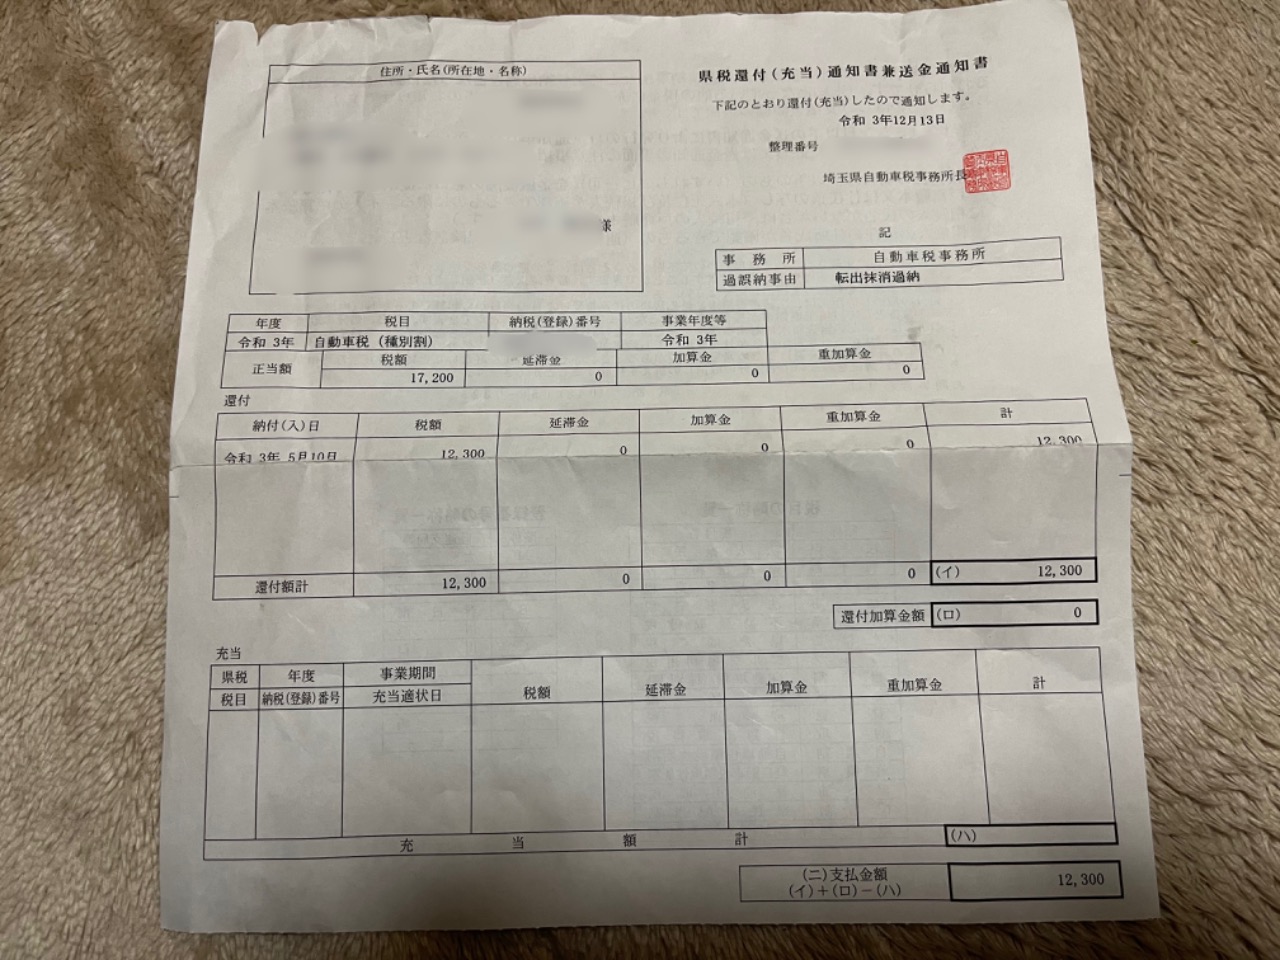 住所・氏名(所在地・名称)
様
県税還付(充当)通知書兼送金通知書
下記のとおり還付(充当)したので通知します。
令和 3年12月13日
整理番号
埼玉県自動車税事務所長
記
事務所 自動車税事務所
過誤納事由 転出抹消過納
年度 税目 納税(登録)番号 事業年度等
令和 3年 自動車税(種別割) 令和 3年
正当額 税額 延滞金 加算金 重加算金
17,200 0 0 0
還付
納付(入)日 税額 延滞金 加算金 重加算金 計
令和 3年 5月10日 12,300 0 0 0 12,300
還付額計 12,300 0 0 0 (イ) 12,300
還付加算金額 (ロ) 0
充当
県税 年度 事業期間 税額 延滞金 加算金 重加算金 計
税目 納税(登録)番号 充当適状日
充当額計 (ハ)
(ニ)支払金額 12,300
(イ)+(ロ)-(ハ)